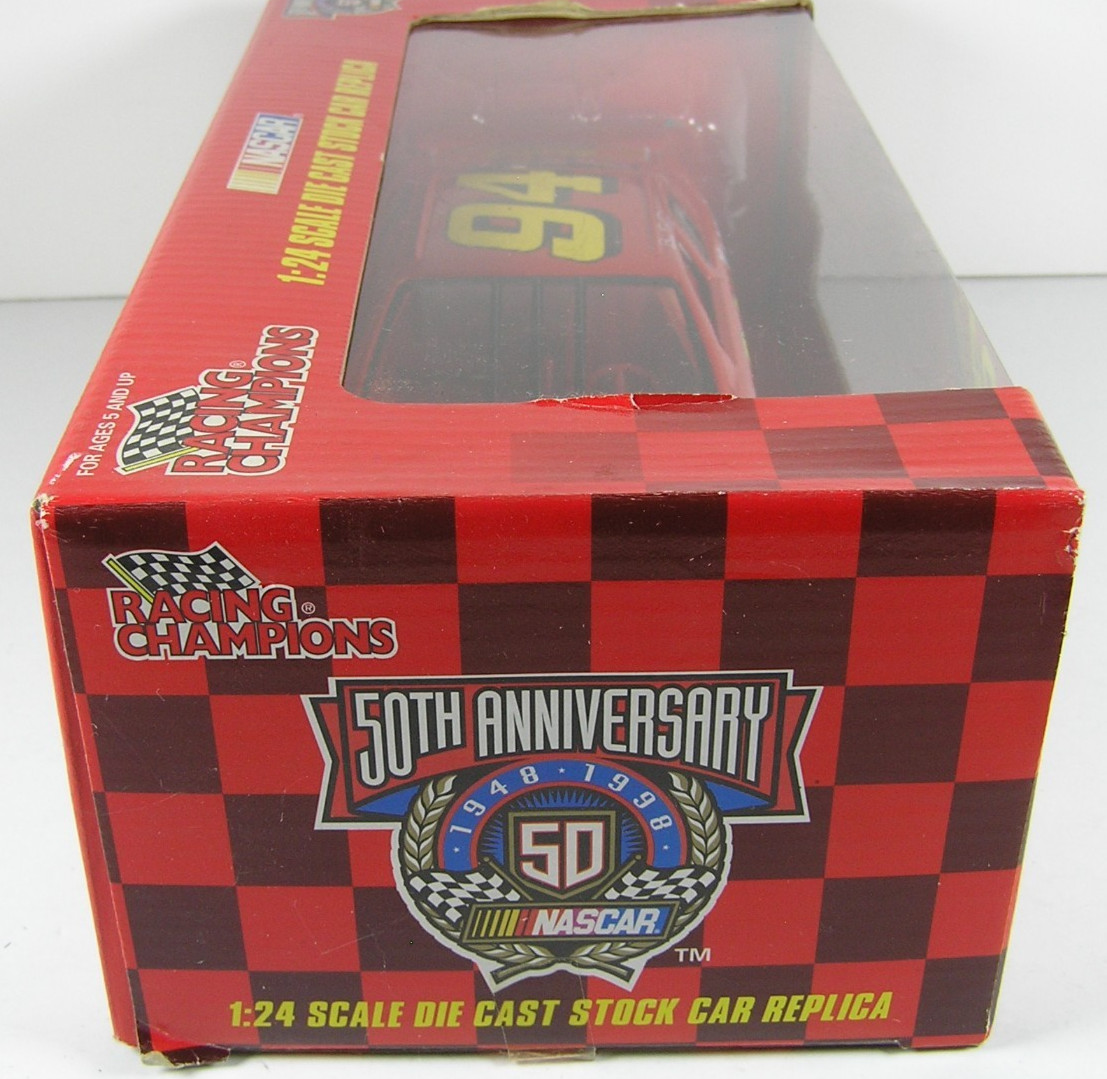 NASCAR
1:24 SCALE DIE CAST STOCK CAR REPLICA
94
FOR AGES 5 AND UP
RACING®
CHAMPIONS
RACING®
CHAMPIONS
50TH ANNIVERSARY
1948 · 1998
50
NASCAR.
TM
1:24 SCALE DIE CAST STOCK CAR REPLICA